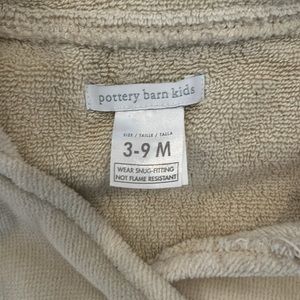 pottery barn kids
SIZE / TAILLE / TALLA
3-9 M
WEAR SNUG-FITTING
NOT FLAME RESISTANT